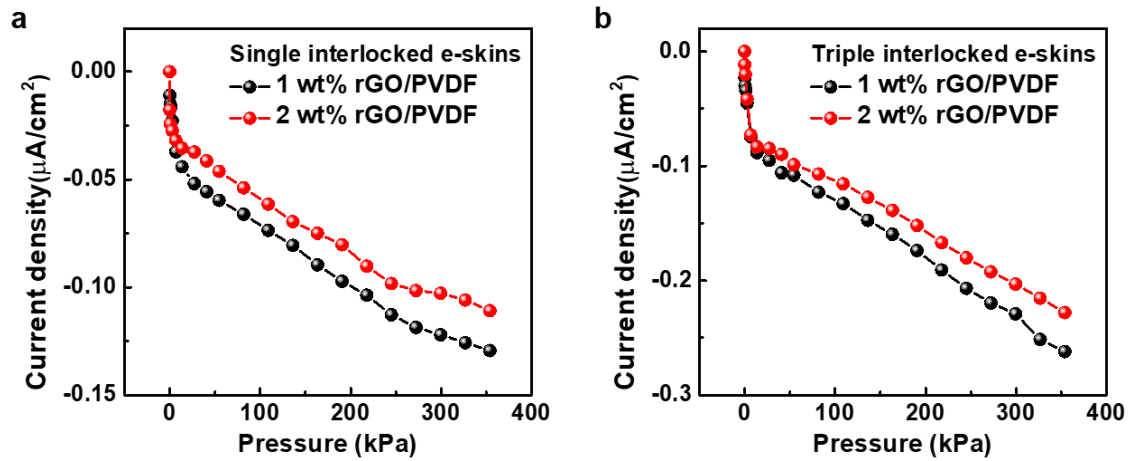 a
Single interlocked e-skins
1 wt% rGO/PVDF
2 wt% rGO/PVDF
0.00
-0.05
-0.10
-0.15
Current density(μA/cm²)
0 100 200 300 400
Pressure (kPa)
b
Triple interlocked e-skins
1 wt% rGO/PVDF
2 wt% rGO/PVDF
0.0
-0.1
-0.2
-0.3
Current density(μA/cm²)
0 100 200 300 400
Pressure (kPa)